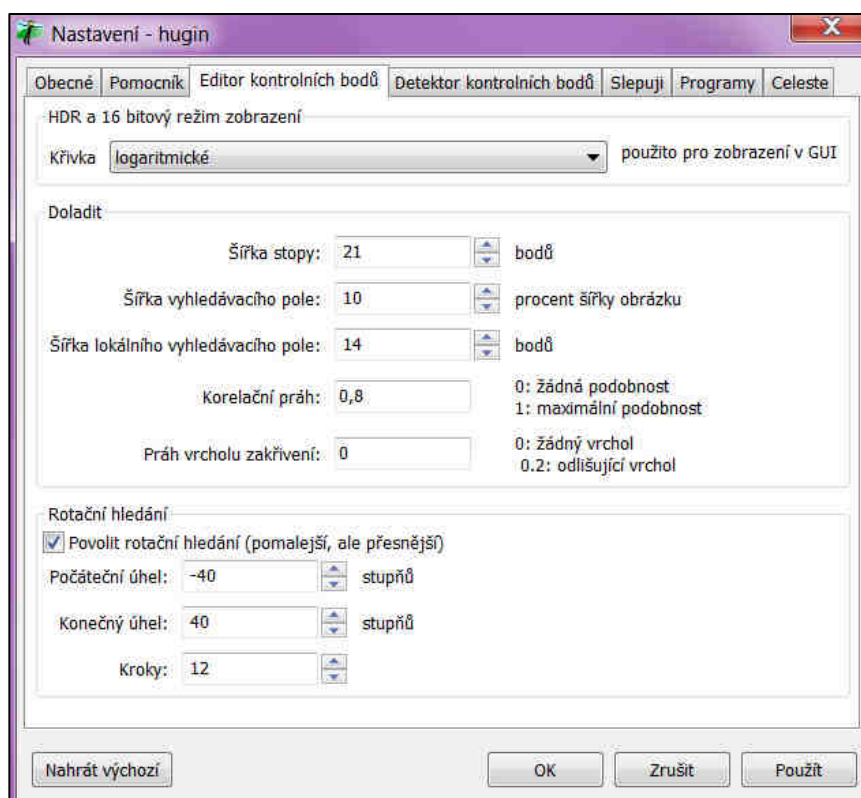 Nastavení - hugin
Obecné Pomocník Editor kontrolních bodů Detektor kontrolních bodů Slepuji Programy Celeste
HDR a 16 bitový režim zobrazení
Křivka logaritmické použito pro zobrazení v GUI
Doladit
Šířka stopy: 21 bodů
Šířka vyhledávacího pole: 10 procent šířky obrázku
Šířka lokálního vyhledávacího pole: 14 bodů
Korelační práh: 0,8 0: žádná podobnost
1: maximální podobnost
Práh vrcholu zakřivení: 0 0: žádný vrchol
0.2: odlišující vrchol
Rotační hledání
Povolit rotační hledání (pomalejší, ale přesnější)
Počáteční úhel: -40 stupňů
Konečný úhel: 40 stupňů
Kroky: 12
Nahrát výchozí OK Zrušit Použít